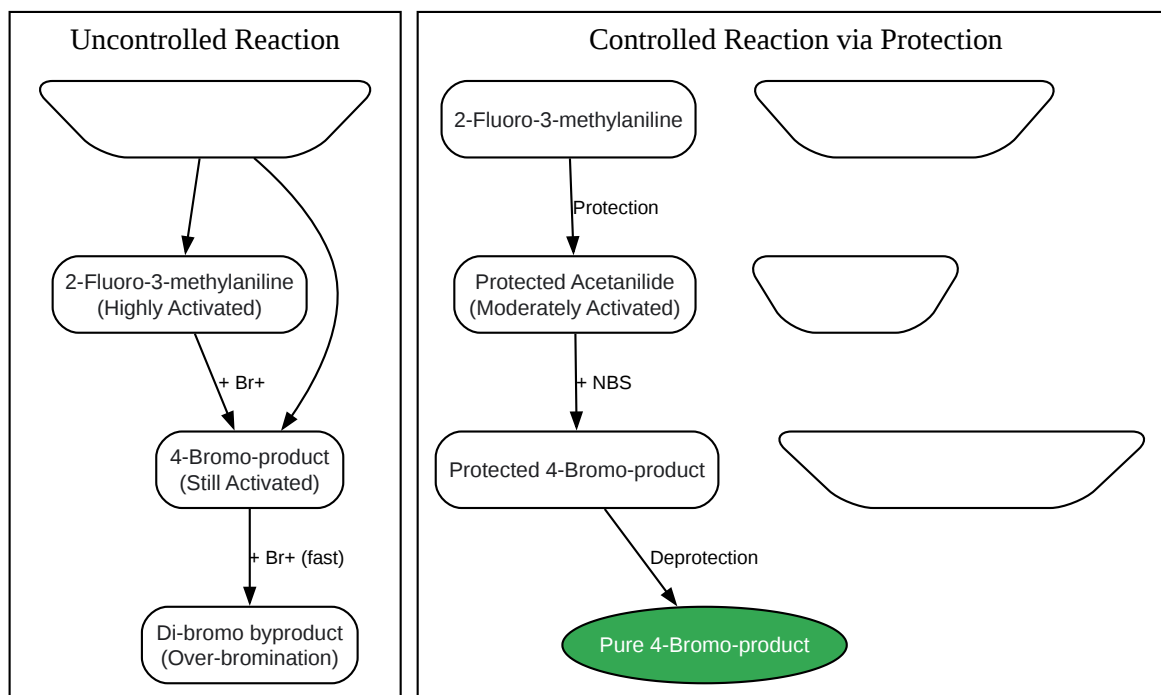 Uncontrolled Reaction
2-Fluoro-3-methylaniline
(Highly Activated)
+ Br+
4-Bromo-product
(Still Activated)
+ Br+ (fast)
Di-bromo byproduct
(Over-bromination)
Controlled Reaction via Protection
2-Fluoro-3-methylaniline
Protection
Protected Acetanilide
(Moderately Activated)
+ NBS
Protected 4-Bromo-product
Deprotection
Pure 4-Bromo-product